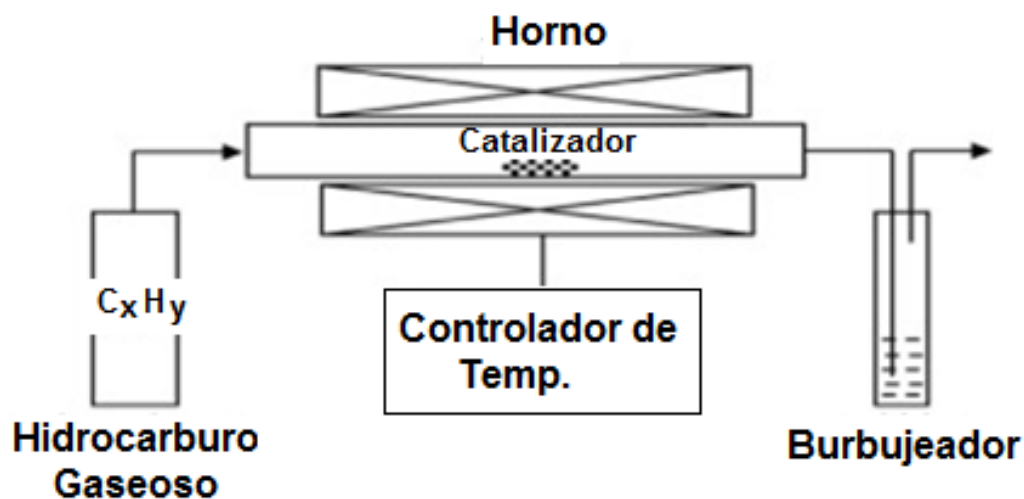 Horno
Catalizador
CxHy
Controlador de
Temp.
Hidrocarburo
Gaseoso
Burbujeador